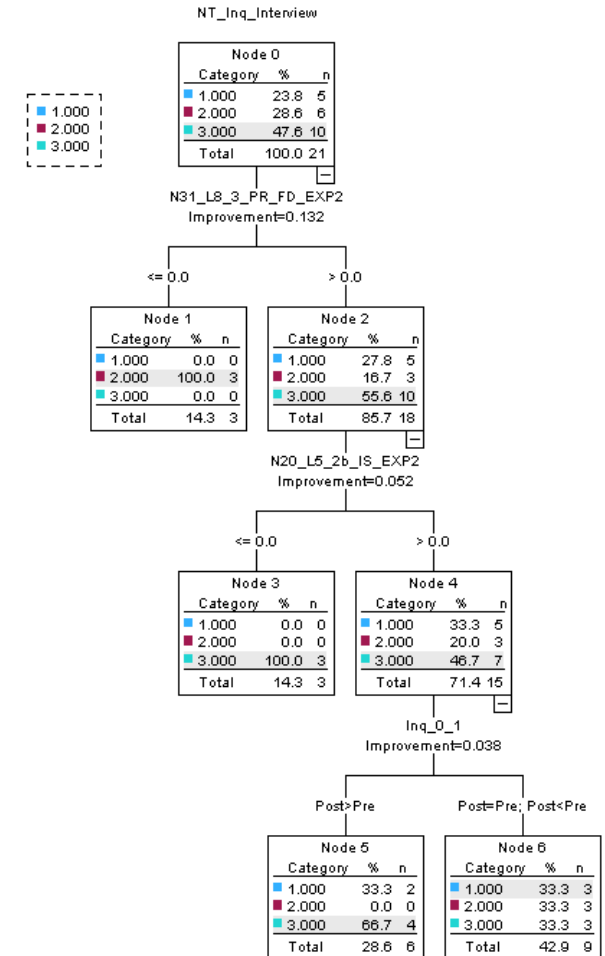 NT_Inq_Interview
Node 0
Category % n
1.000 23.8 5
2.000 28.6 6
3.000 47.6 10
Total 100.0 21
1.000
2.000
3.000
N31_L8_3_PR_FD_EXP2
Improvement=0.132
<= 0.0
> 0.0
Node 1
Category % n
1.000 0.0 0
2.000 100.0 3
3.000 0.0 0
Total 14.3 3
Node 2
Category % n
1.000 27.8 5
2.000 16.7 3
3.000 55.6 10
Total 85.7 18
N20_L5_2b_IS_EXP2
Improvement=0.052
<= 0.0
> 0.0
Node 3
Category % n
1.000 0.0 0
2.000 0.0 0
3.000 100.0 3
Total 14.3 3
Node 4
Category % n
1.000 33.3 5
2.000 20.0 3
3.000 46.7 7
Total 71.4 15
Inq_0_1
Improvement=0.038
Post>Pre
Post=Pre; Post<Pre
Node 5
Category % n
1.000 33.3 2
2.000 0.0 0
3.000 66.7 4
Total 28.6 6
Node 6
Category % n
1.000 33.3 3
2.000 33.3 3
3.000 33.3 3
Total 42.9 9